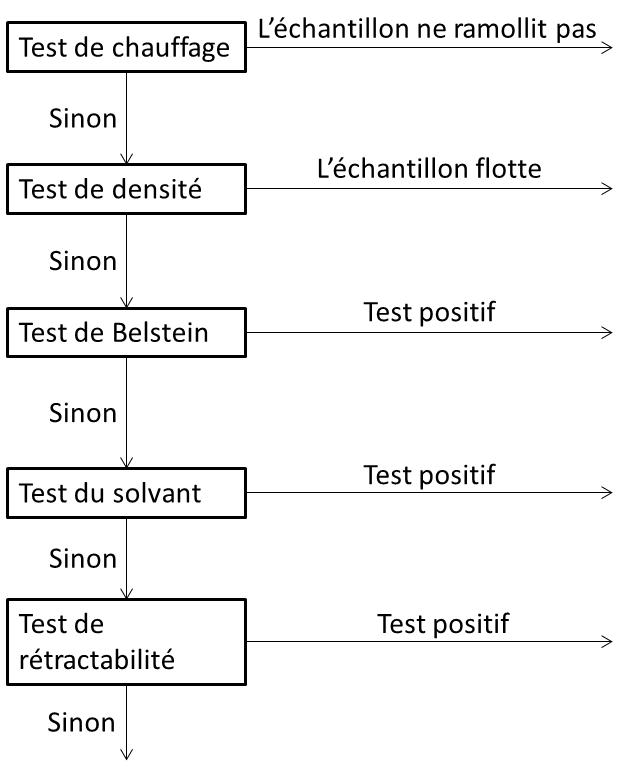 Test de chauffage
L’échantillon ne ramollit pas
Sinon
Test de densité
L’échantillon flotte
Sinon
Test de Belstein
Test positif
Sinon
Test du solvant
Test positif
Sinon
Test de
rétractabilité
Test positif
Sinon